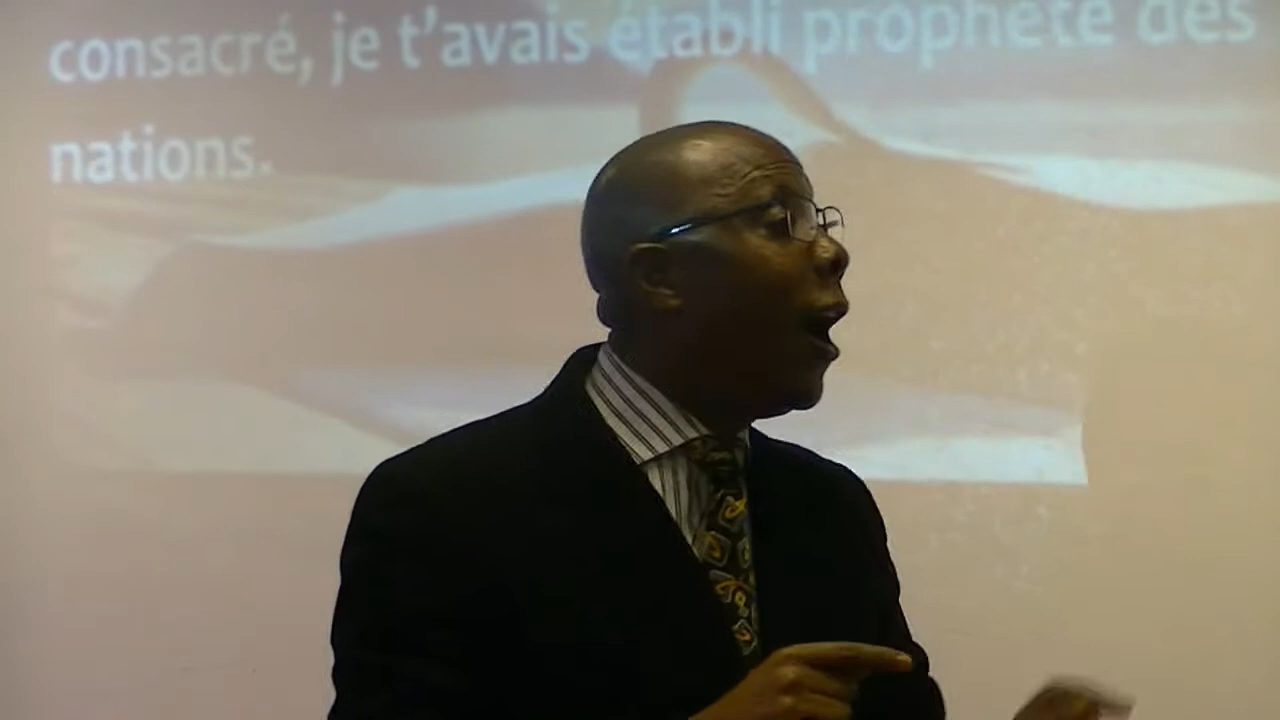 consacré, je t'avais établi prophète des
nations.